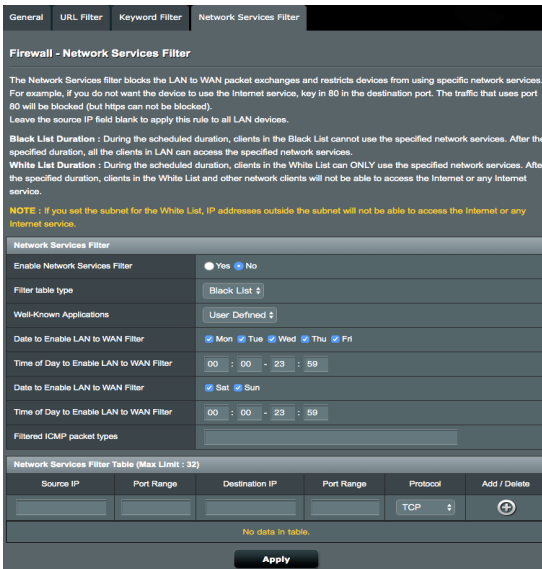 General URL Filter Keyword Filter Network Services Filter
Firewall - Network Services Filter
The Network Services filter blocks the LAN to WAN packet exchanges and restricts devices from using specific network services.
For example, if you do not want the device to use the Internet service, key in 80 in the destination port. The traffic that uses port
80 will be blocked (but https can not be blocked).
Leave the source IP field blank to apply this rule to all LAN devices.
Black List Duration : During the scheduled duration, clients in the Black List cannot use the specified network services. After the
specified duration, all the clients in LAN can access the specified network services.
White List Duration : During the scheduled duration, clients in the White List can ONLY use the specified network services. Afte
the specified duration, clients in the White List and other network clients will not be able to access the Internet or any Internet
service.
NOTE : If you set the subnet for the White List, IP addresses outside the subnet will not be able to access the Internet or any
Internet service.
Network Services Filter
Enable Network Services Filter Yes No
Filter table type Black List
Well-Known Applications User Defined
Date to Enable LAN to WAN Filter Mon Tue Wed Thu Fri
Time of Day to Enable LAN to WAN Filter 00 : 00 - 23 : 59
Date to Enable LAN to WAN Filter Sat Sun
Time of Day to Enable LAN to WAN Filter 00 : 00 - 23 : 59
Filtered ICMP packet types
Network Services Filter Table (Max Limit : 32)
Source IP Port Range Destination IP Port Range Protocol Add / Delete
TCP
No data in table.
Apply